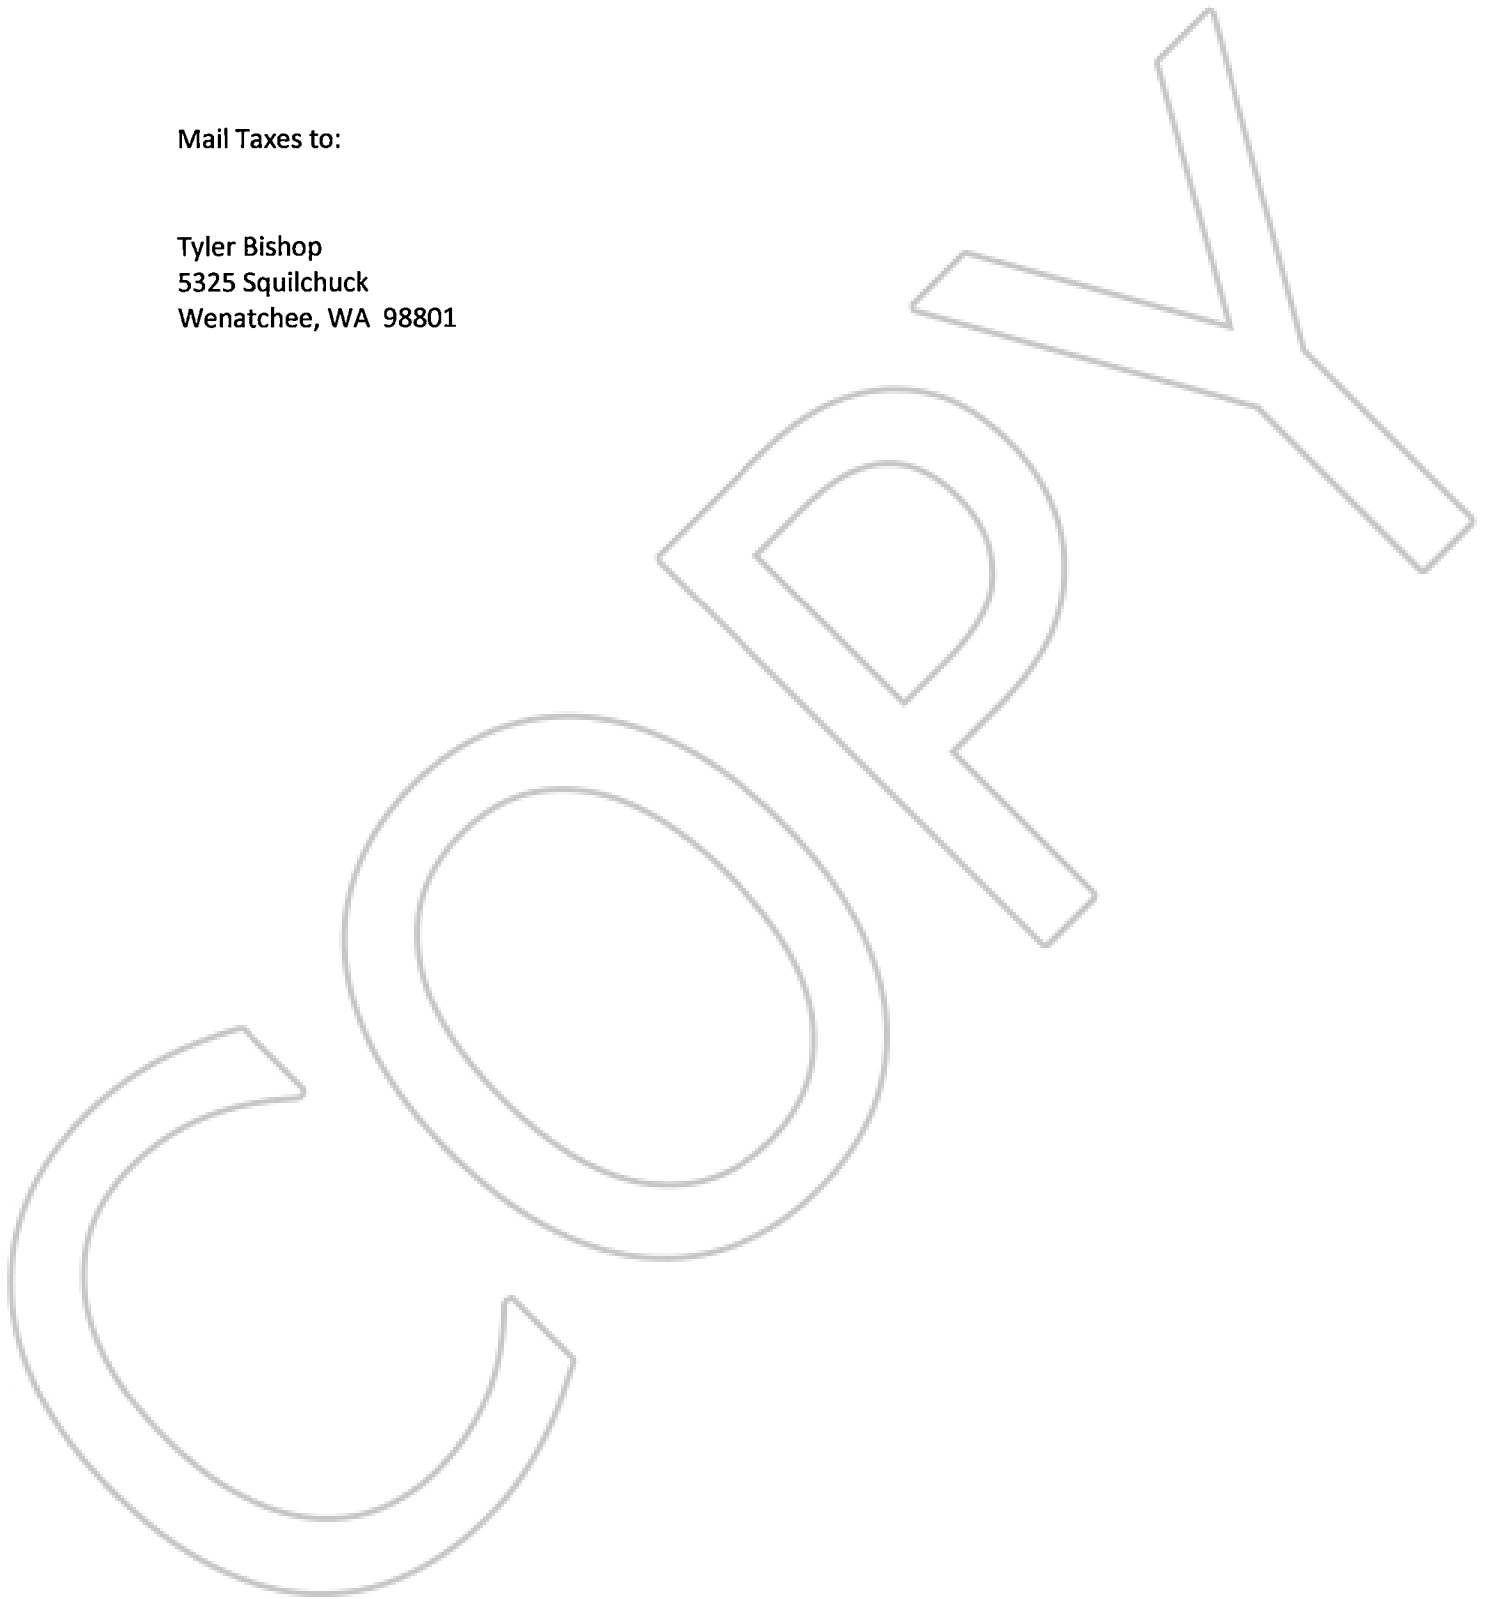 Mail Taxes to:
Tyler Bishop
5325 Squilchuck
Wenatchee, WA  98801
COPY